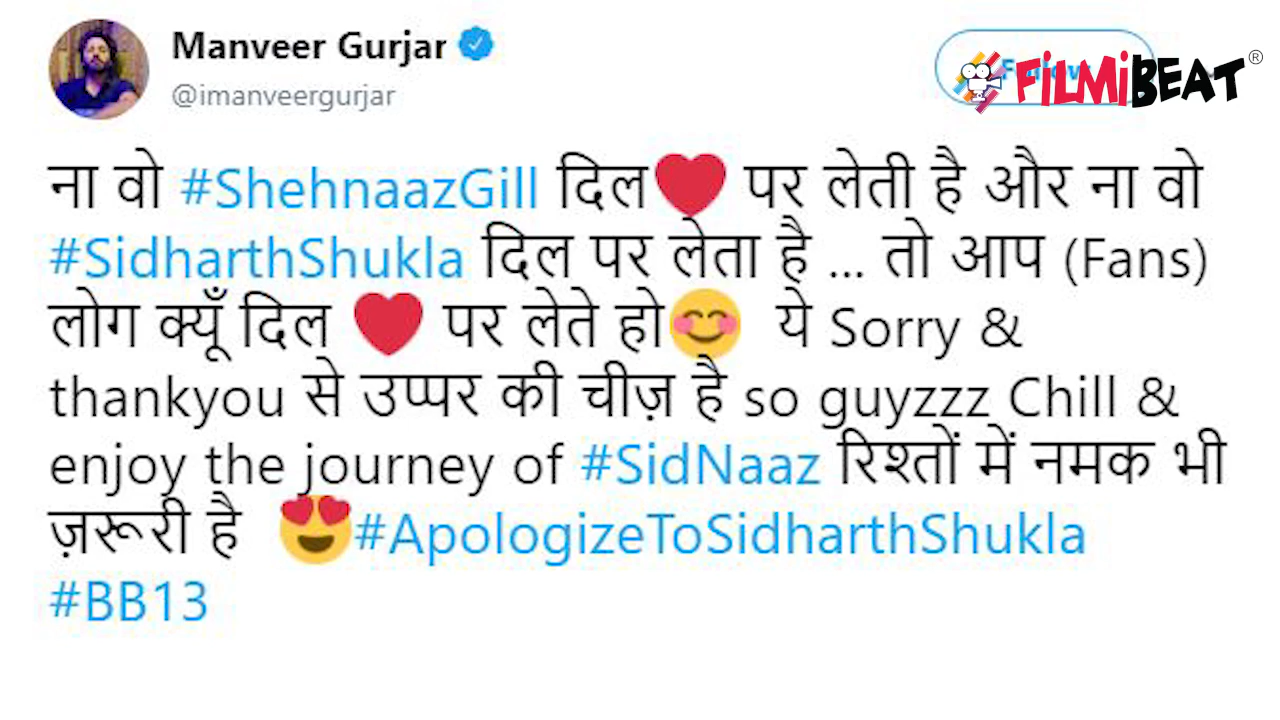 Manveer Gurjar
@imanveergurjar
FILMIBEAT®
ना वो #ShehnaazGill दिल❤️ पर लेती है और ना वो
#SidharthShukla दिल पर लेता है ... तो आप (Fans)
लोग क्यूँ दिल ❤️ पर लेते हो😊 ये Sorry &
thankyou से उप्पर की चीज़ है so guyzzz Chill &
enjoy the journey of #SidNaaz रिश्तों में नमक भी
ज़रूरी है 😍#ApologizeToSidharthShukla
#BB13